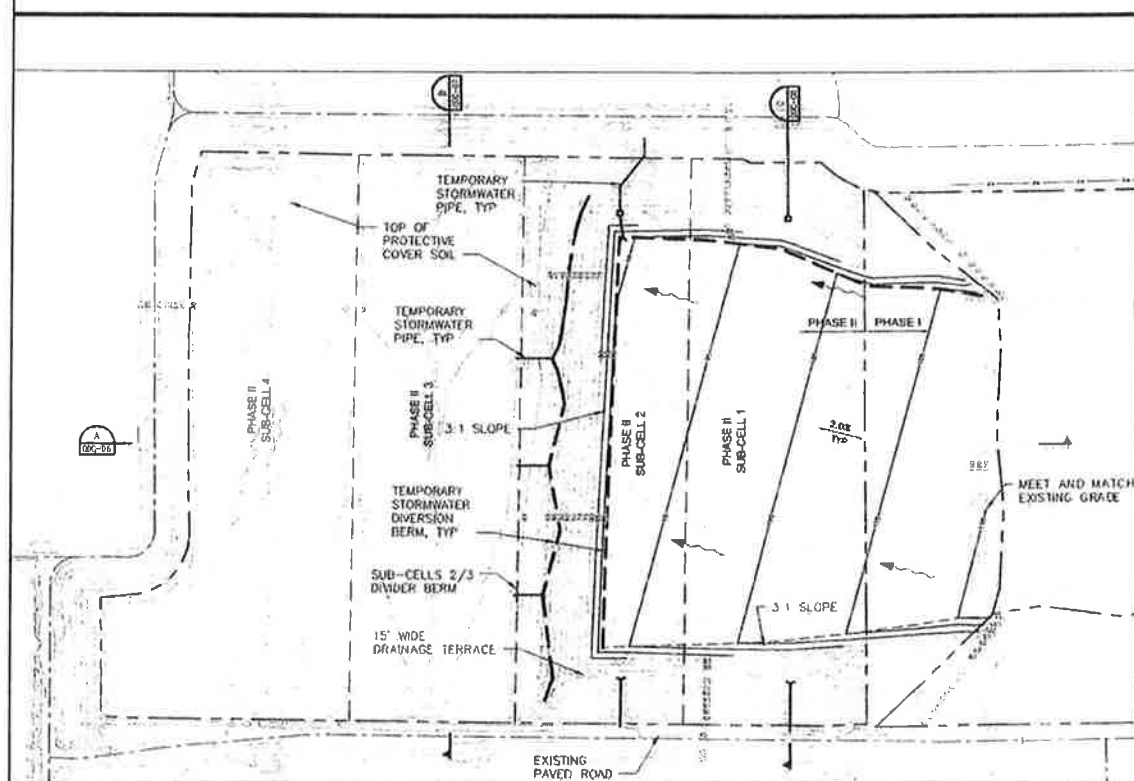 TEMPORARY
STORMWATER
PIPE, TYP
TOP OF
PROTECTIVE
COVER SOIL
TEMPORARY
STORMWATER
PIPE, TYP
PHASE II
PHASE I
PHASE II
SUB-CELL 4
PHASE II
SUB-CELL 3
3:1 SLOPE
PHASE II
SUB-CELL 2
PHASE II
SUB-CELL 1
2.0%
TYP
A
MEET AND MATCH
EXISTING GRADE
TEMPORARY
STORMWATER
DIVERSION
BERM, TYP
SUB-CELLS 2/3
DIVIDER BERM
3:1 SLOPE
15' WIDE
DRAINAGE TERRACE
EXISTING
PAVED ROAD